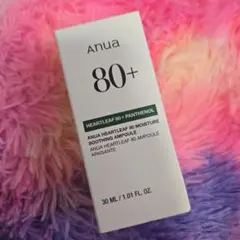 Anua
80+
HEARTLEAF 80 + PANTHENOL
ANUA HEARTLEAF 80 MOISTURE
SOOTHING AMPOULE
ANUA HEARTLEAF 80 AMPOULE
APAISANTE
30 ML / 1.01 FL. OZ.